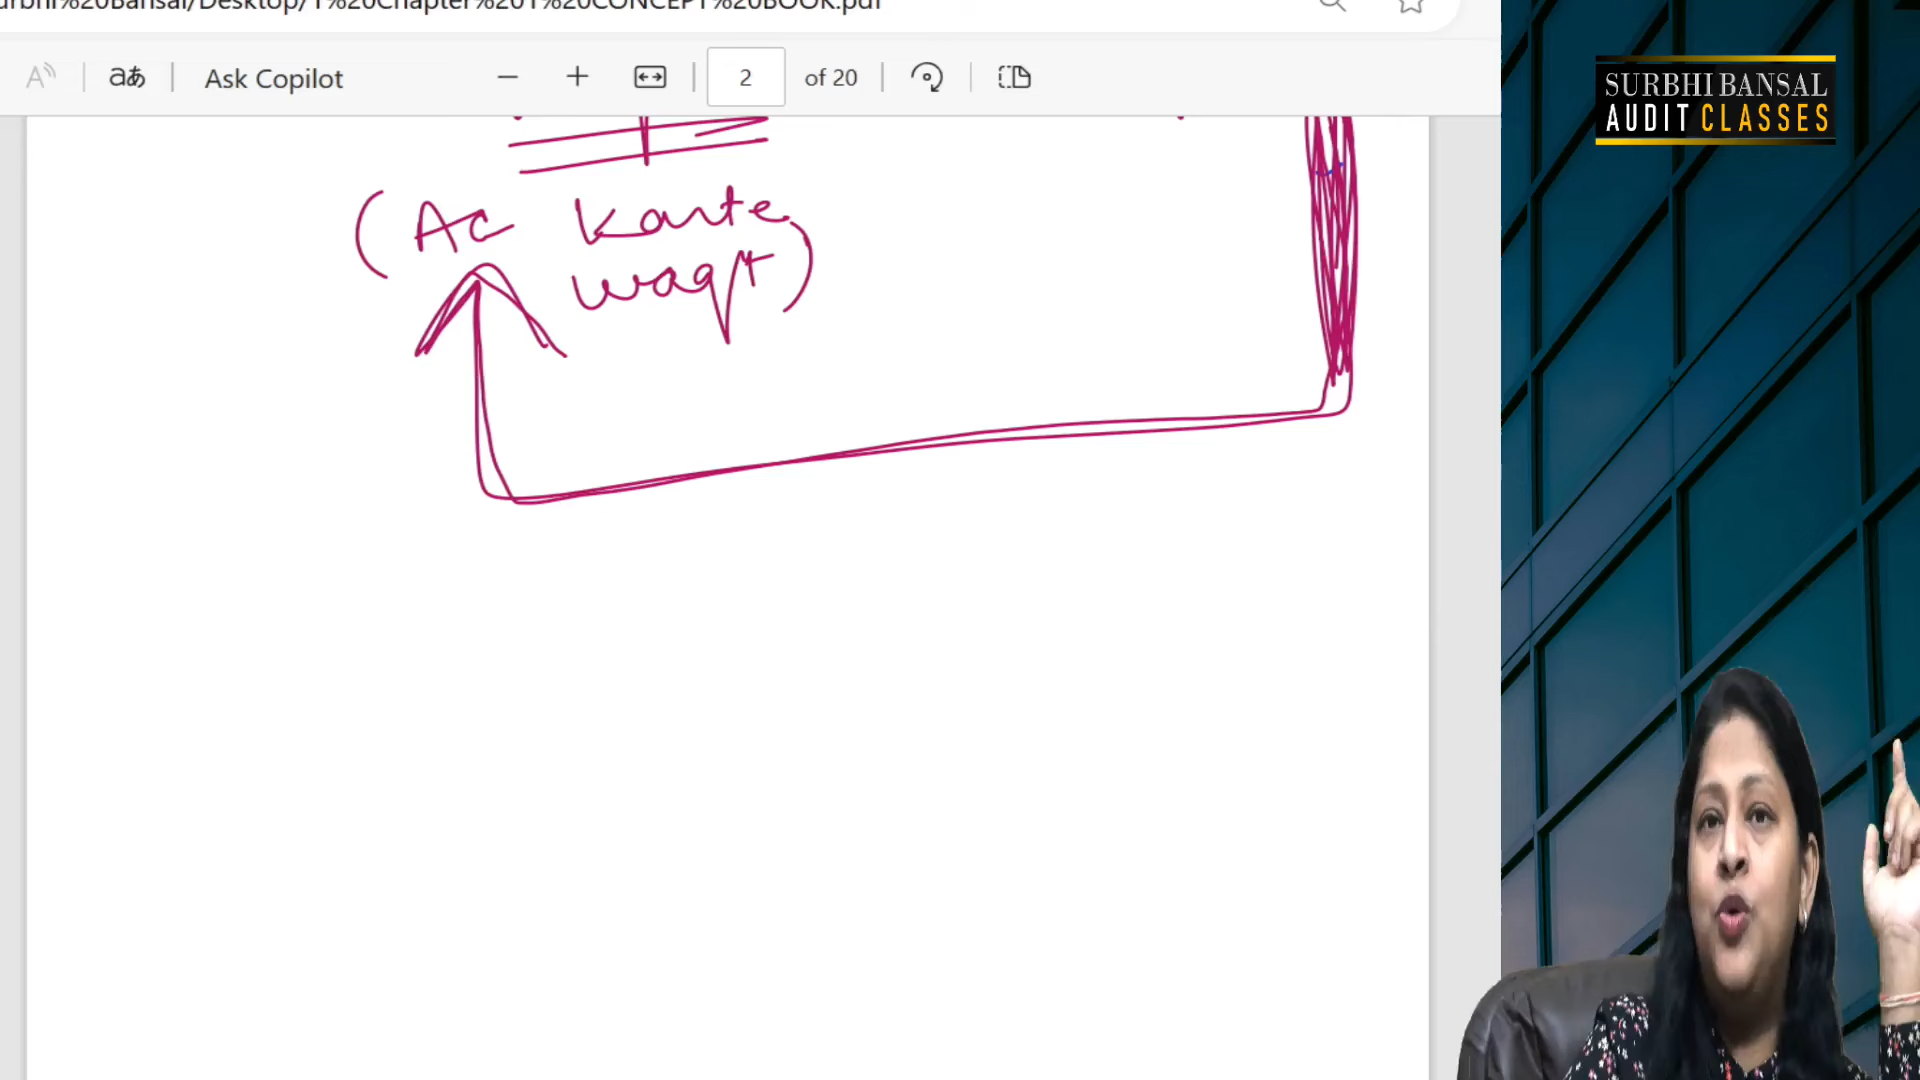 SURBHI BANSAL
AUDIT CLASSES
Ask Copilot
2 of 20
(Ac Karte
waqt)